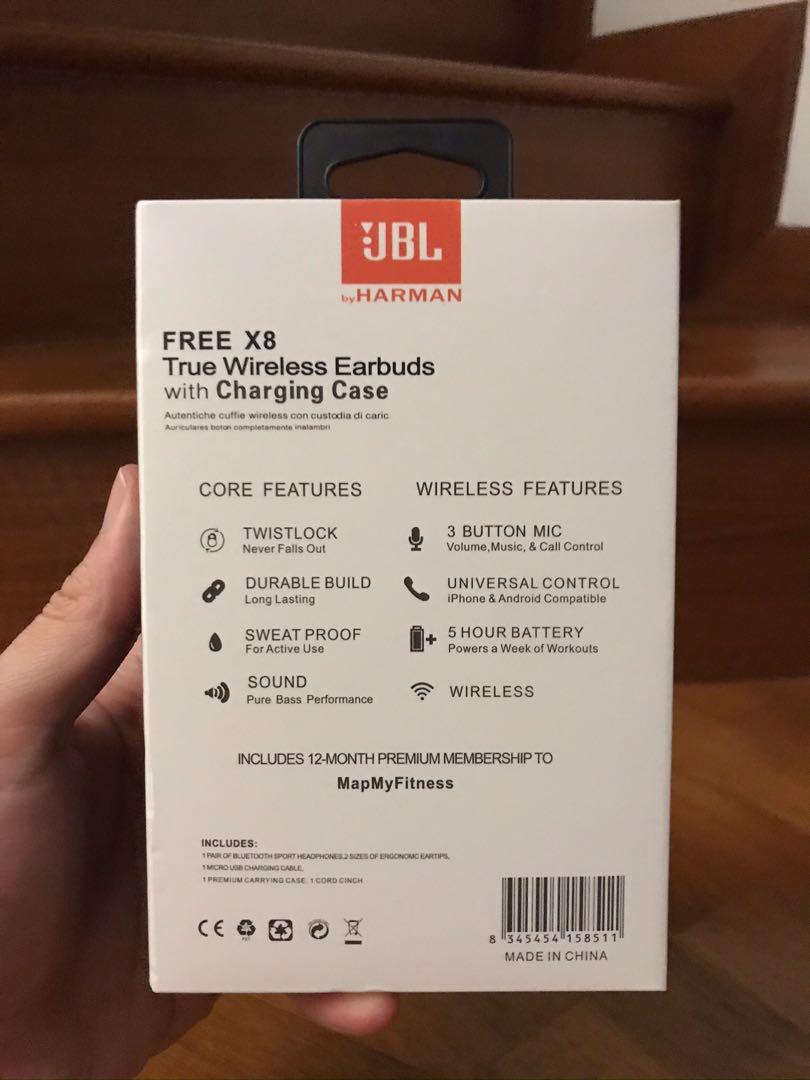 JBL
by HARMAN
FREE X8
True Wireless Earbuds
with Charging Case
Autentiche cuffie wireless con custodia di caric
Auriculares boton completamente inalambri
CORE FEATURES
TWISTLOCK
Never Falls Out
DURABLE BUILD
Long Lasting
SWEAT PROOF
For Active Use
SOUND
Pure Bass Performance
WIRELESS FEATURES
3 BUTTON MIC
Volume,Music, & Call Control
UNIVERSAL CONTROL
iPhone & Android Compatible
5 HOUR BATTERY
Powers a Week of Workouts
WIRELESS
INCLUDES 12-MONTH PREMIUM MEMBERSHIP TO
MapMyFitness
INCLUDES:
1 PAIR OF BLUETOOTH SPORT HEADPHONES,2 SIZES OF ERGONOMC EARTIPS,
1 MICRO USB CHARGING CABLE,
1 PREMIUM CARRYING CASE, 1 CORD CINCH
CE
8 345454 158511
MADE IN CHINA